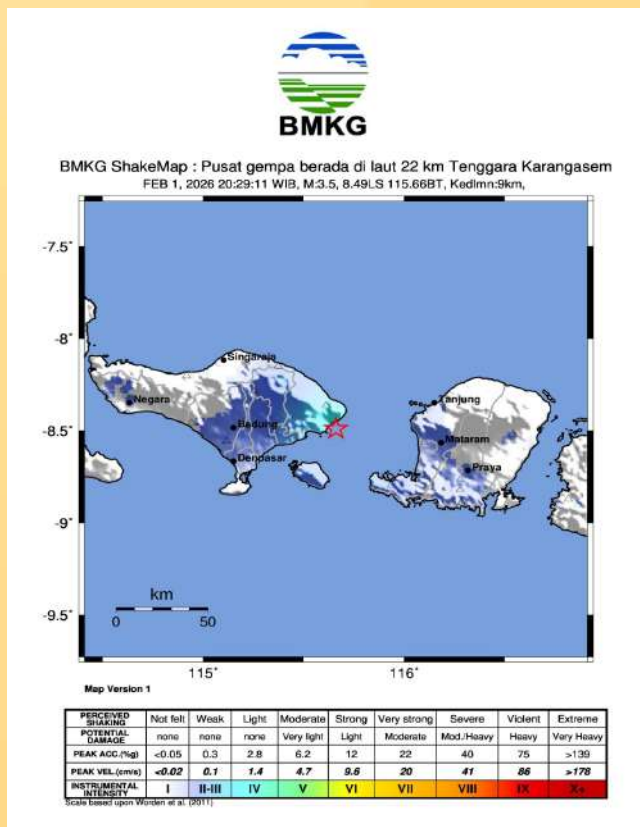 BMKG
BMKG ShakeMap : Pusat gempa berada di laut 22 km Tenggara Karangasem
FEB 1, 2026 20:29:11 WIB, M:3.5, 8.49LS 115.66BT, Kedlmn:9km,
-7.5°
-8°
Singaraja
Negara
Tanjung
-8.5°
Badung
Mataram
Denpasar
Praya
-9°
km
0 50
-9.5°
115° 116°
Map Version 1
PERCEIVED SHAKING Not felt Weak Light Moderate Strong Very strong Severe Violent Extreme
POTENTIAL DAMAGE none none none Very light Light Moderate Mod./Heavy Heavy Very Heavy
PEAK ACC.(%g) <0.05 0.3 2.8 6.2 12 22 40 75 >139
PEAK VEL.(cm/s) <0.02 0.1 1.4 4.7 9.6 20 41 86 >178
INSTRUMENTAL INTENSITY I II-III IV V VI VII VIII IX X+
Scale based upon Worden et al. (2011)